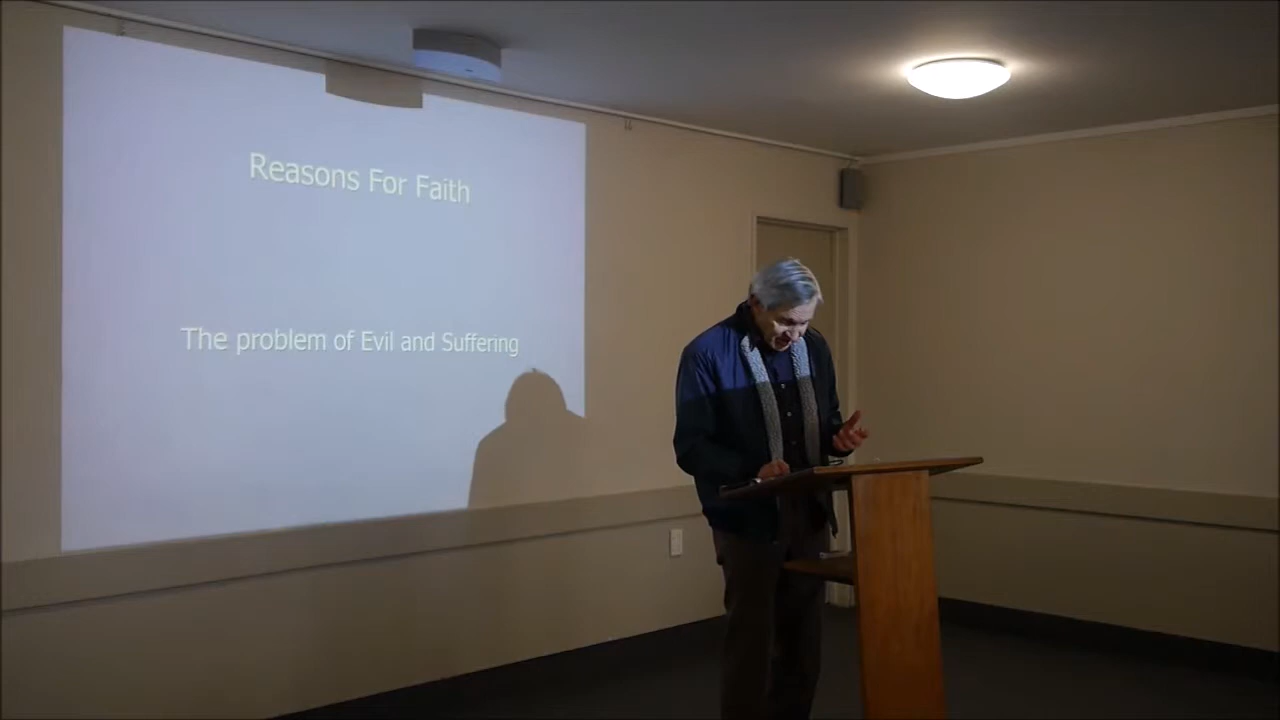 Reasons For Faith
The problem of Evil and Suffering